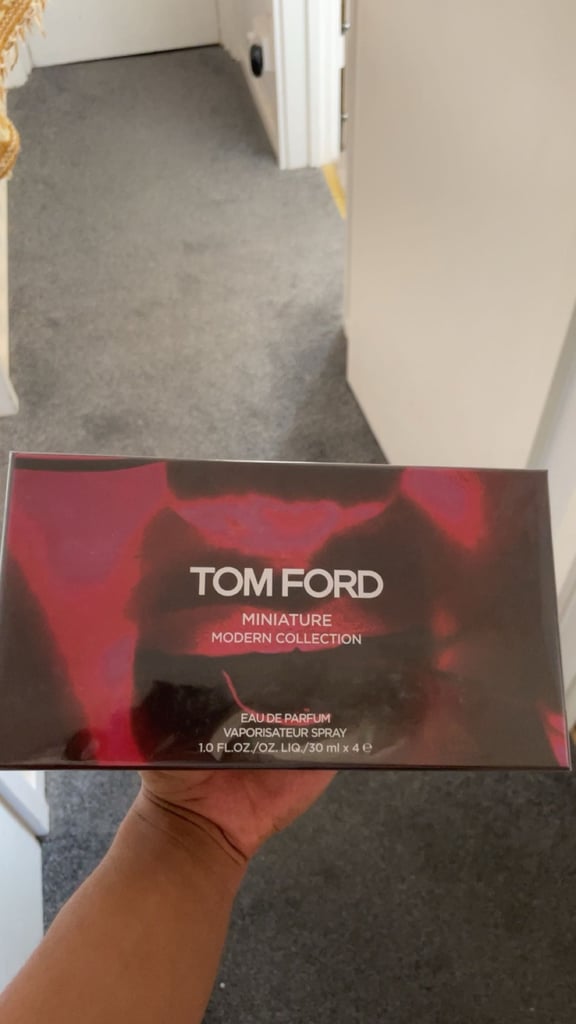 TOM FORD
MINIATURE
MODERN COLLECTION
EAU DE PARFUM
VAPORISATEUR SPRAY
1.0 FL.OZ./OZ. LIQ./30 ml x 4 ℮